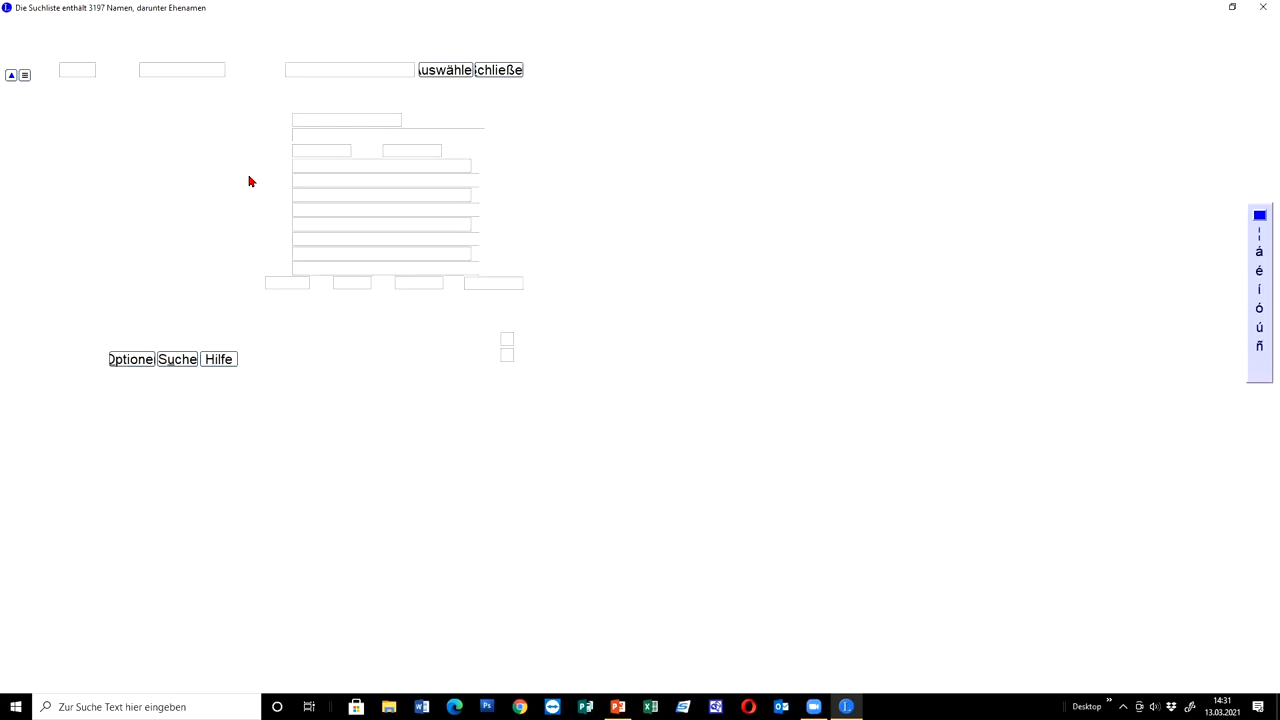 Die Suchliste enthält 3197 Namen, darunter Ehenamen
uswähle chließe
Optione Suche Hilfe
á
é
í
ó
ú
ñ
Zur Suche Text hier eingeben
Desktop
14:31
13.03.2021